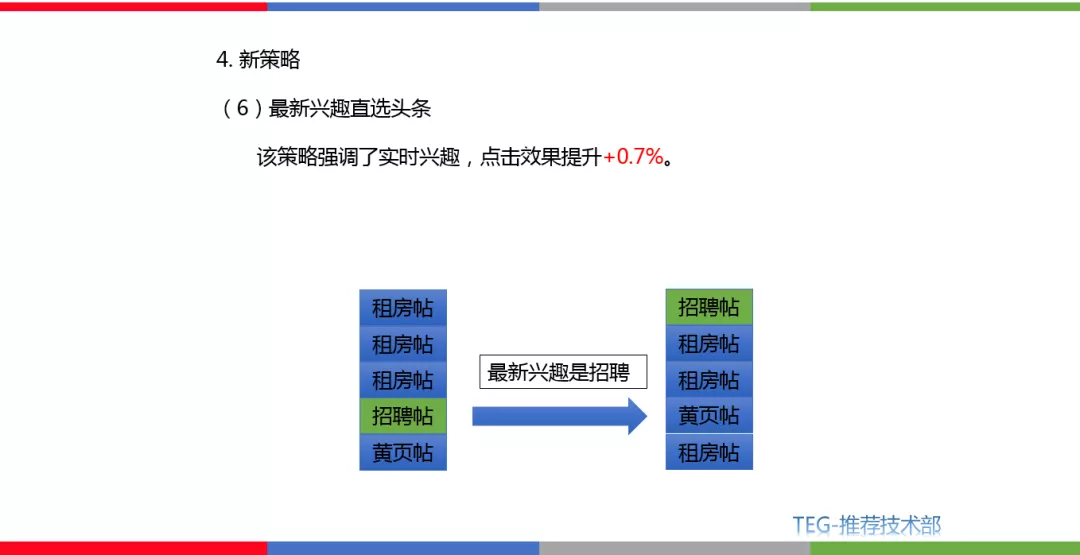 4. 新策略
（6）最新兴趣直选头条
该策略强调了实时兴趣，点击效果提升+0.7%。
租房帖
租房帖
租房帖
招聘帖
黄页帖
最新兴趣是招聘
招聘帖
租房帖
租房帖
黄页帖
租房帖
TEG-推荐技术部